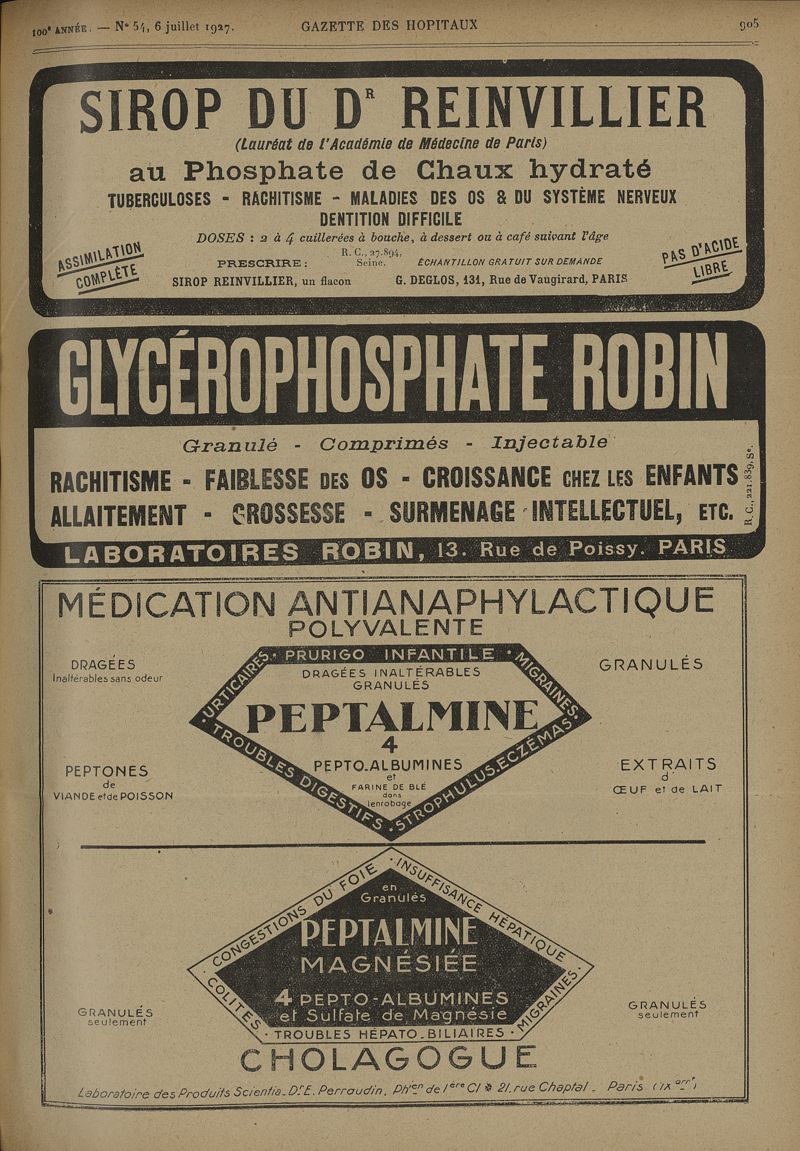 100e ANNÉE. — No 54, 6 juillet 1927. GAZETTE DES HOPITAUX 905
SIROP DU Dr REINVILLIER
(Lauréat de l'Académie de Médecine de Paris)
au Phosphate de Chaux hydraté
TUBERCULOSES - RACHITISME - MALADIES DES OS & DU SYSTÈME NERVEUX
DENTITION DIFFICILE
DOSES : 2 à 4 cuillerées à bouche, à dessert ou à café suivant l'âge
ASSIMILATION
COMPLÈTE
R. C., 27.894,
PRESCRIRE : Seine. ÉCHANTILLON GRATUIT SUR DEMANDE
SIROP REINVILLIER, un flacon G. DEGLOS, 131, Rue de Vaugirard, PARIS
PAS D'ACIDE
LIBRE
GLYCÉROPHOSPHATE ROBIN
Granulé - Comprimés - Injectable
RACHITISME - FAIBLESSE DES OS - CROISSANCE CHEZ LES ENFANTS
ALLAITEMENT - GROSSESSE - SURMENAGE INTELLECTUEL, ETC.
R. C., 221.839, Se.
LABORATOIRES ROBIN, 13. Rue de Poissy. PARIS
MÉDICATION ANTIANAPHYLACTIQUE
POLYVALENTE
DRAGÉES
Inaltérables sans odeur
URTICAIRES · PRURIGO INFANTILE · MIGRAINES
DRAGÉES INALTÉRABLES
GRANULÉS
PEPTALMINE
4
PEPTO-ALBUMINES
et
FARINE DE BLÉ
dans
lenrobage
TROUBLES DIGESTIFS · STROPHULUS.ECZÉMAS ·
GRANULÉS
PEPTONES
de
VIANDE et de POISSON
EXTRAITS
d'
ŒUF et de LAIT
· CONGESTIONS DU FOIE · INSUFFISANCE HÉPATIQUE
en
Granulés
PEPTALMINE
MAGNÉSIÉE
4 PEPTO-ALBUMINES
et Sulfate de Magnésie
COLITES · TROUBLES HÉPATO-BILIAIRES · MIGRAINES ·
GRANULÉS
seulement
GRANULÉS
seulement
CHOLAGOGUE
Laboratoire des Produits Scientia_Dr E. Perraudin, Phien de 1ère Cl * 21, rue Chaptal_ Paris (IX arrt)